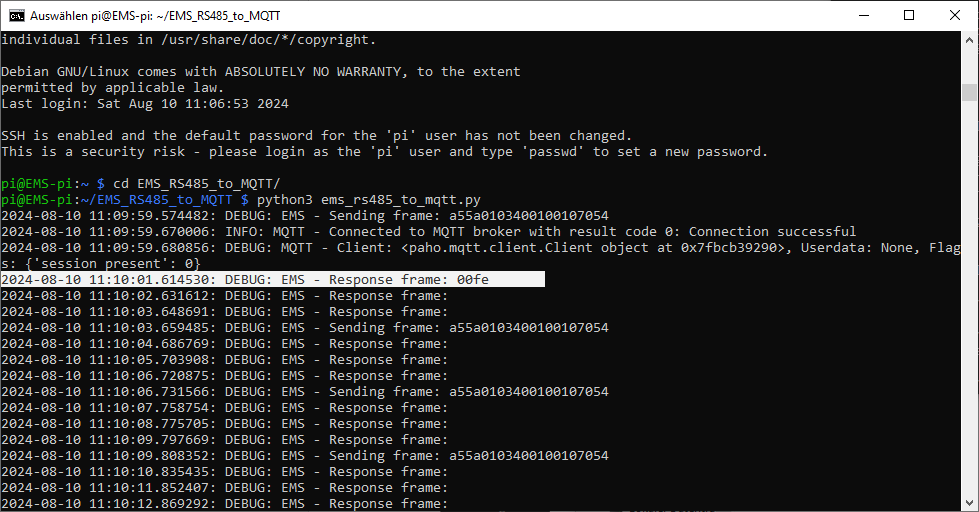 Auswählen pi@EMS-pi: ~/EMS_RS485_to_MQTT
individual files in /usr/share/doc/*/copyright.
Debian GNU/Linux comes with ABSOLUTELY NO WARRANTY, to the extent
permitted by applicable law.
Last login: Sat Aug 10 11:06:53 2024
SSH is enabled and the default password for the 'pi' user has not been changed.
This is a security risk - please login as the 'pi' user and type 'passwd' to set a new password.
pi@EMS-pi:~ $ cd EMS_RS485_to_MQTT/
pi@EMS-pi:~/EMS_RS485_to_MQTT $ python3 ems_rs485_to_mqtt.py
2024-08-10 11:09:59.574482: DEBUG: EMS - Sending frame: a55a0103400100107054
2024-08-10 11:09:59.670006: INFO: MQTT - Connected to MQTT broker with result code 0: Connection successful
2024-08-10 11:09:59.680856: DEBUG: MQTT - Client: <paho.mqtt.client.Client object at 0x7fbcb39290>, Userdata: None, Flag
s: {'session present': 0}
2024-08-10 11:10:01.614530: DEBUG: EMS - Response frame: 00fe
2024-08-10 11:10:02.631612: DEBUG: EMS - Response frame:
2024-08-10 11:10:03.648691: DEBUG: EMS - Response frame:
2024-08-10 11:10:03.659485: DEBUG: EMS - Sending frame: a55a0103400100107054
2024-08-10 11:10:04.686769: DEBUG: EMS - Response frame:
2024-08-10 11:10:05.703908: DEBUG: EMS - Response frame:
2024-08-10 11:10:06.720875: DEBUG: EMS - Response frame:
2024-08-10 11:10:06.731566: DEBUG: EMS - Sending frame: a55a0103400100107054
2024-08-10 11:10:07.758754: DEBUG: EMS - Response frame:
2024-08-10 11:10:08.775705: DEBUG: EMS - Response frame:
2024-08-10 11:10:09.797669: DEBUG: EMS - Response frame:
2024-08-10 11:10:09.808352: DEBUG: EMS - Sending frame: a55a0103400100107054
2024-08-10 11:10:10.835435: DEBUG: EMS - Response frame:
2024-08-10 11:10:11.852407: DEBUG: EMS - Response frame:
2024-08-10 11:10:12.869292: DEBUG: EMS - Response frame: